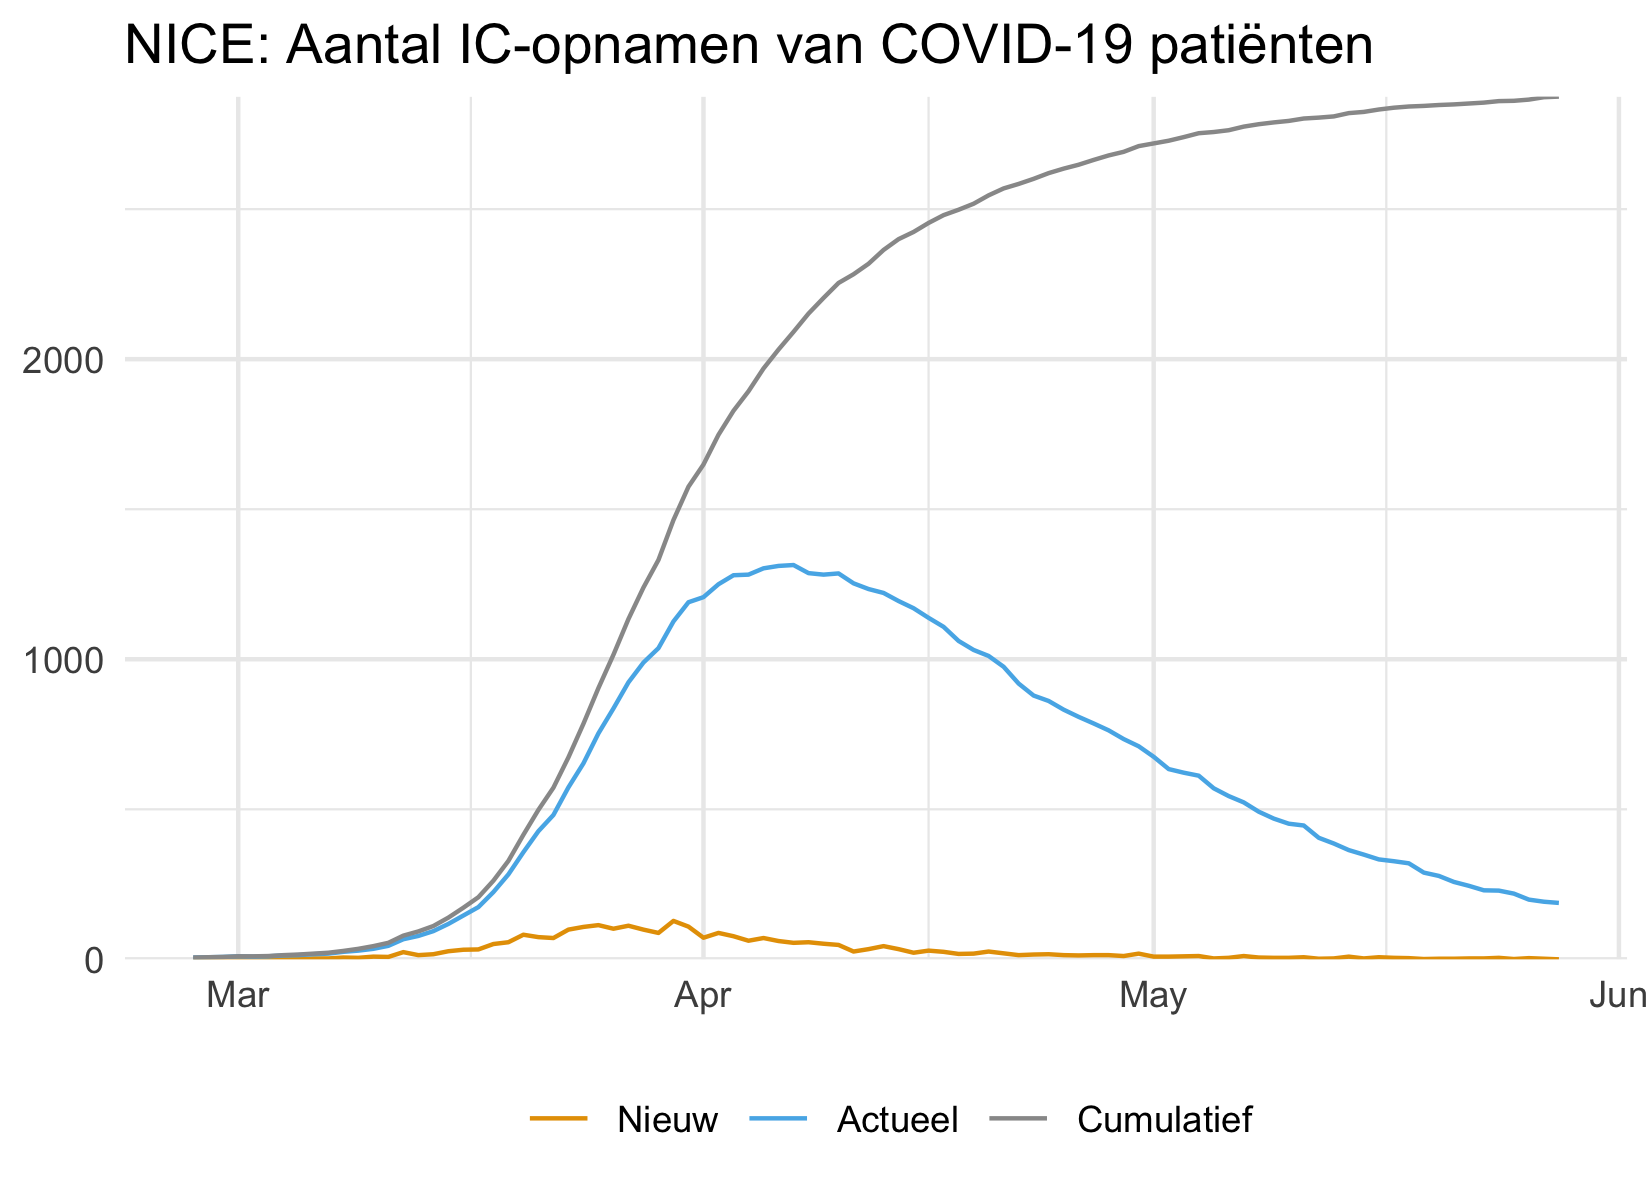 NICE: Aantal IC-opnamen van COVID-19 patiënten
2000
1000
0
Mar Apr May Jun
Nieuw Actueel Cumulatief